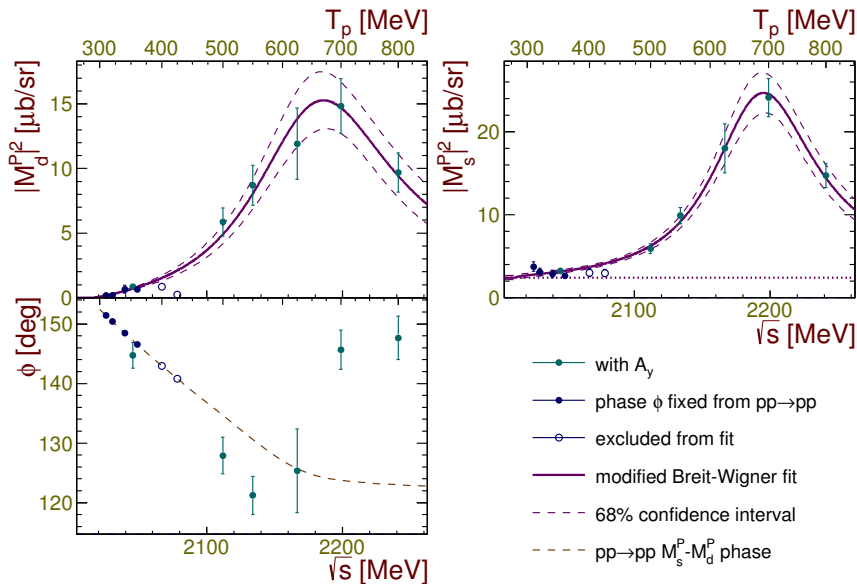 T_p [MeV]
300 400 500 600 700 800
|M_d^P|² [μb/sr]
15
10
5
0
T_p [MeV]
300 400 500 600 700 800
|M_s^P|² [μb/sr]
20
10
0
2100 2200
√s [MeV]
ϕ [deg]
150
140
130
120
2100 2200
√s [MeV]
with A_y
phase ϕ fixed from pp→pp
excluded from fit
modified Breit-Wigner fit
68% confidence interval
pp→pp M_s^P-M_d^P phase